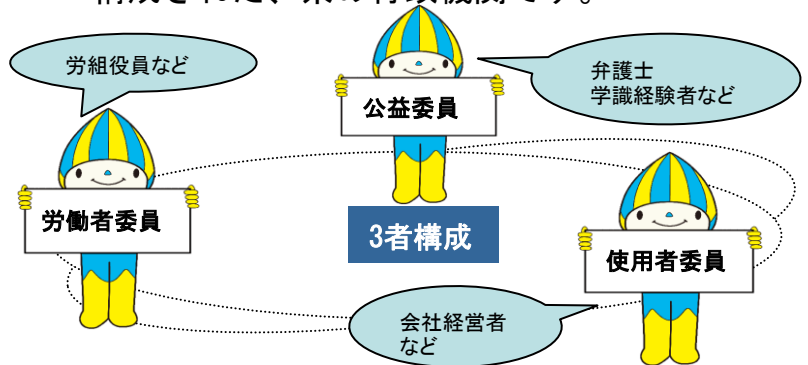 労組役員など
弁護士
学識経験者など
公益委員
労働者委員
3者構成
使用者委員
会社経営者
など